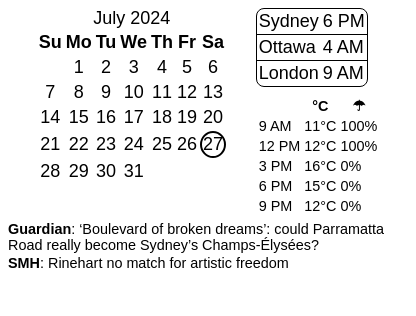 July 2024
Su Mo Tu We Th Fr Sa
1 2 3 4 5 6
7 8 9 10 11 12 13
14 15 16 17 18 19 20
21 22 23 24 25 26 27
28 29 30 31
Sydney 6 PM
Ottawa 4 AM
London 9 AM
°C ☂
9 AM 11°C 100%
12 PM 12°C 100%
3 PM 16°C 0%
6 PM 15°C 0%
9 PM 12°C 0%
Guardian: ‘Boulevard of broken dreams’: could Parramatta
Road really become Sydney’s Champs-Élysées?
SMH: Rinehart no match for artistic freedom